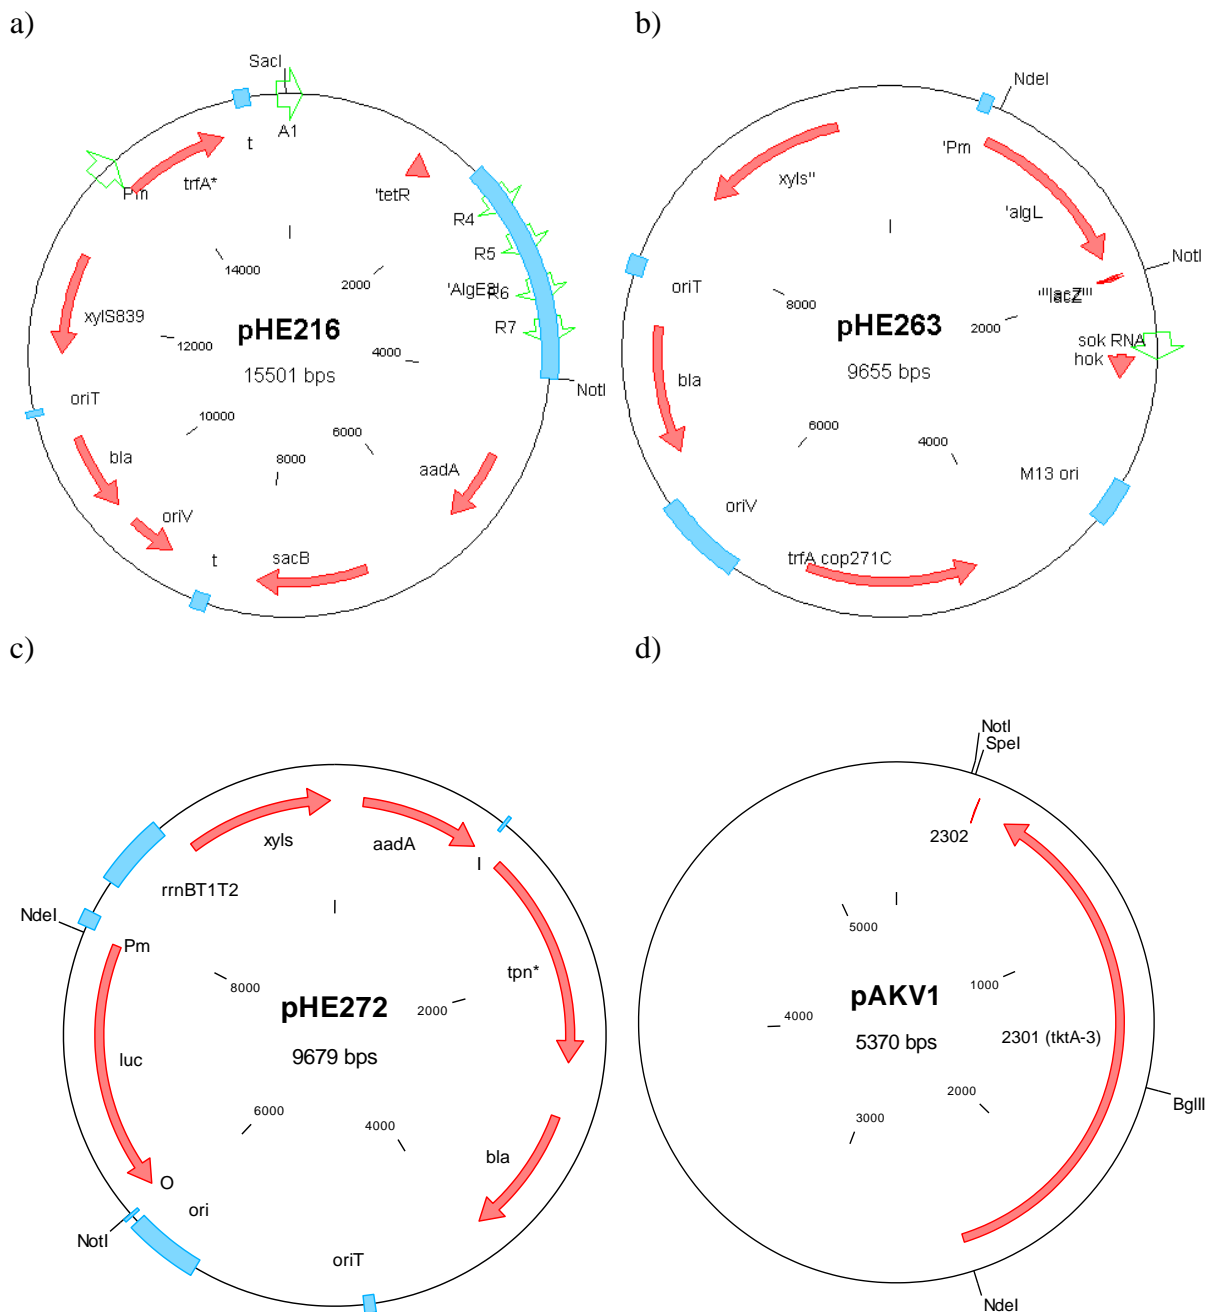 a)
SacI
A1
t
trfA*
Pm
'tetR
R4
R5
'AlgE3'
R6
R7
14000
2000
xylS839
12000
pHE216
4000
15501 bps
NotI
oriT
10000
6000
bla
8000
aadA
oriV
t
sacB
b)
NdeI
'Pm
xyls"
'algL
NotI
oriT
8000
2000
""lacZ"'
pHE263
sok RNA
hok
9655 bps
bla
6000
4000
M13 ori
oriV
trfA cop271C
c)
xyls
aadA
I
rrnBT1T2
NdeI
Pm
8000
tpn*
2000
pHE272
9679 bps
luc
6000
4000
bla
O
ori
NotI
oriT
d)
NotI
SpeI
2302
5000
1000
pAKV1
4000
5370 bps
2301 (tktA-3)
2000
BglII
3000
NdeI